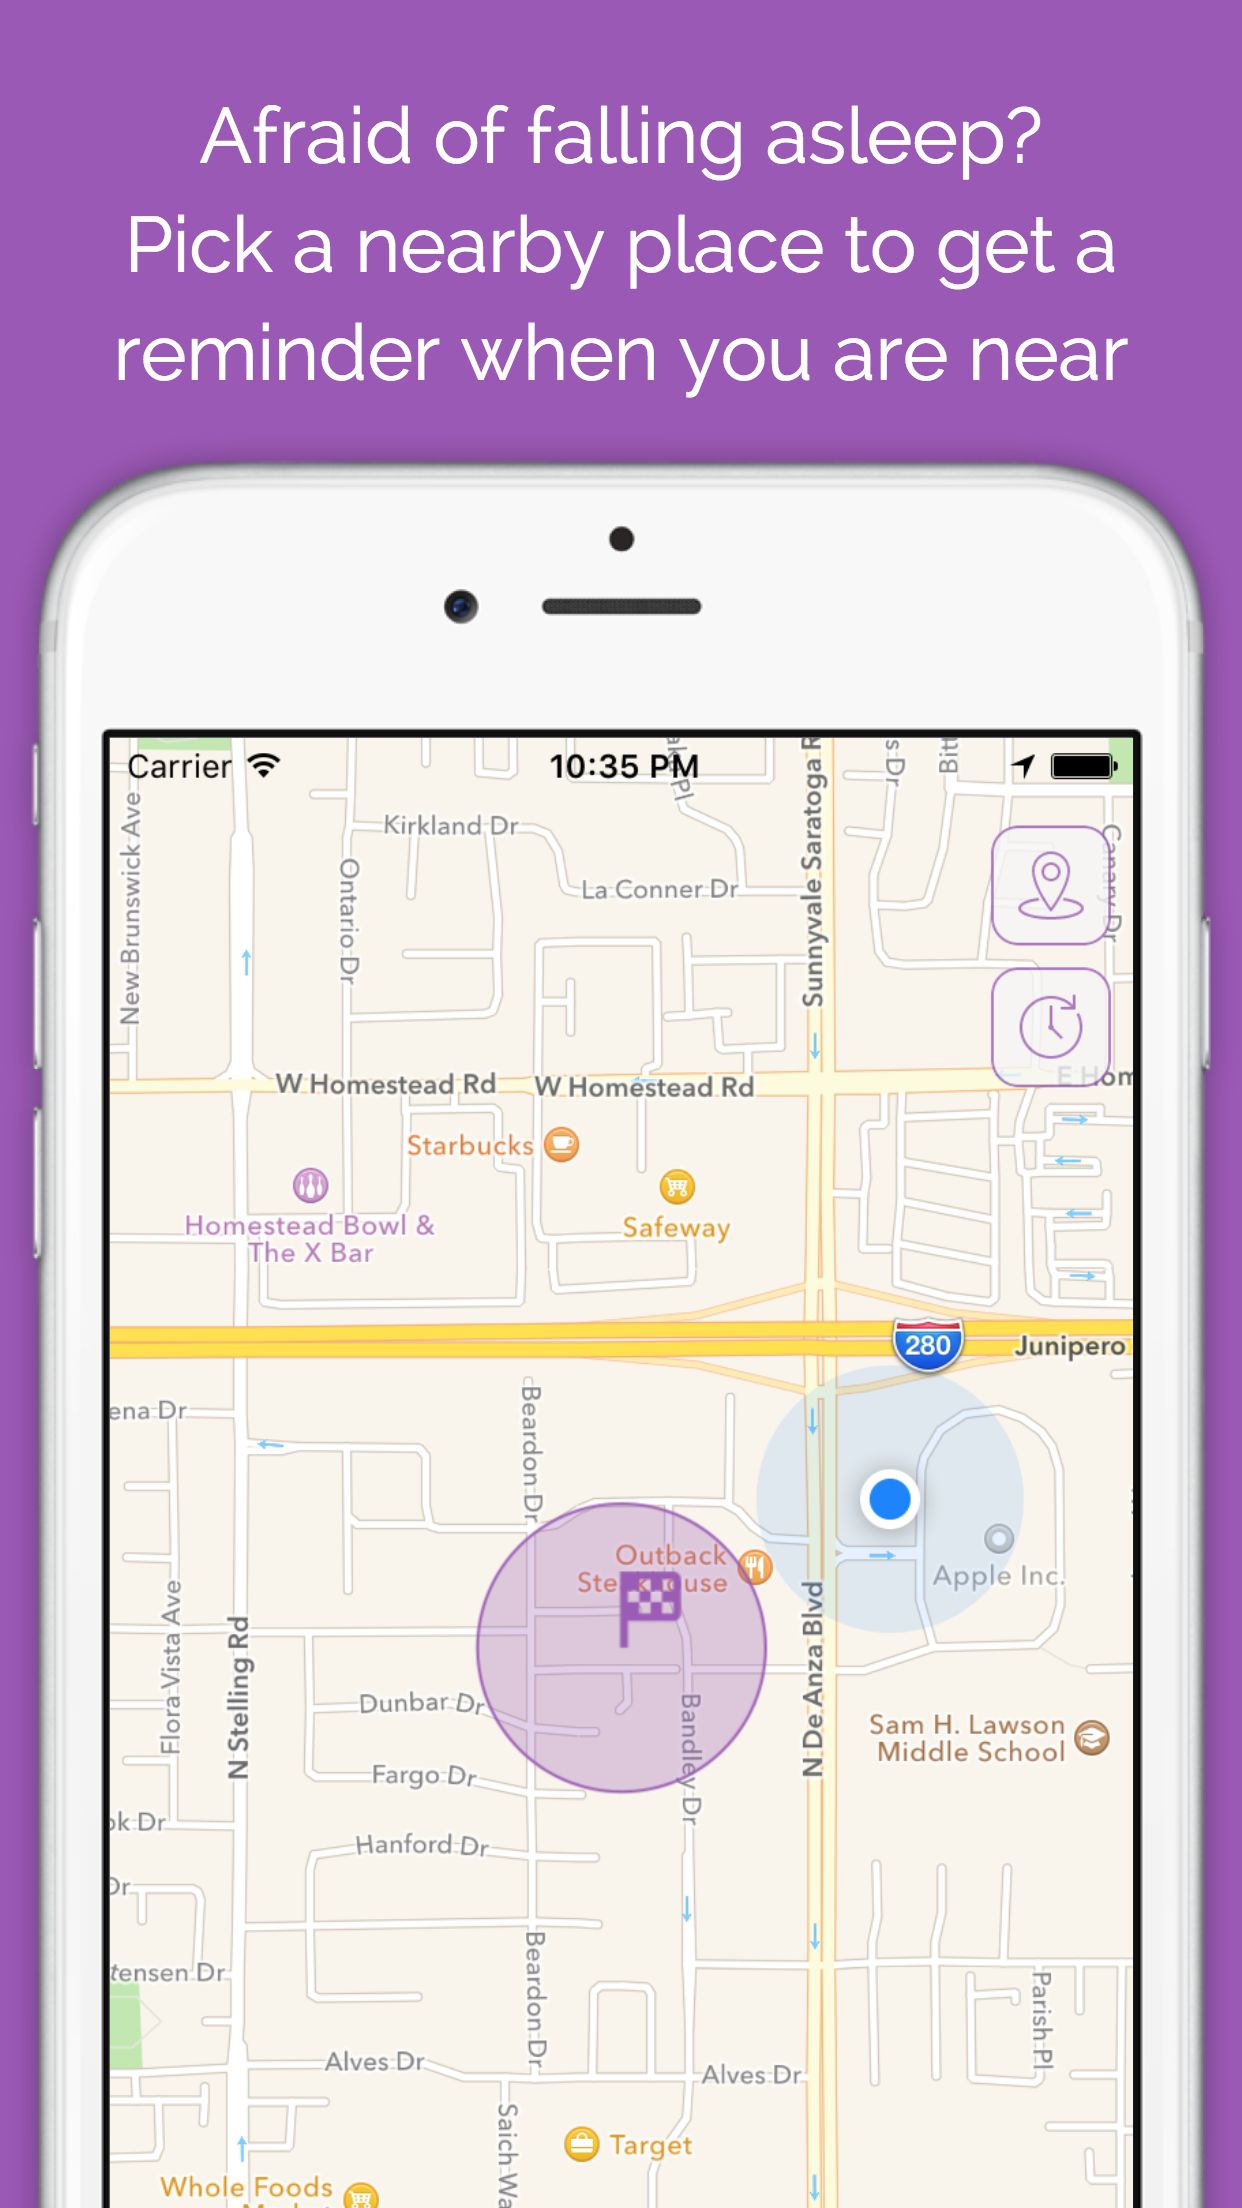 Afraid of falling asleep?
Pick a nearby place to get a
reminder when you are near
Carrier
10:35 PM
Kirkland Dr
La Conner Dr
New Brunswick Ave
Ontario Dr
Sunnyvale Saratoga R
s Dr
Bitt
Canary Dr
W Homestead Rd
W Homestead Rd
E Hom
Starbucks
Homestead Bowl &
The X Bar
Safeway
280
Junipero
ena Dr
Beardon Dr
Outback
Steakhouse
Apple Inc.
Flora Vista Ave
N Stelling Rd
N De Anza Blvd
Dunbar Dr
Bandley Dr
Sam H. Lawson
Middle School
Fargo Dr
ok Dr
Hanford Dr
Dr
tensen Dr
Beardon Dr
Parish Pl
Alves Dr
Alves Dr
Saich Wa
Target
Whole Foods